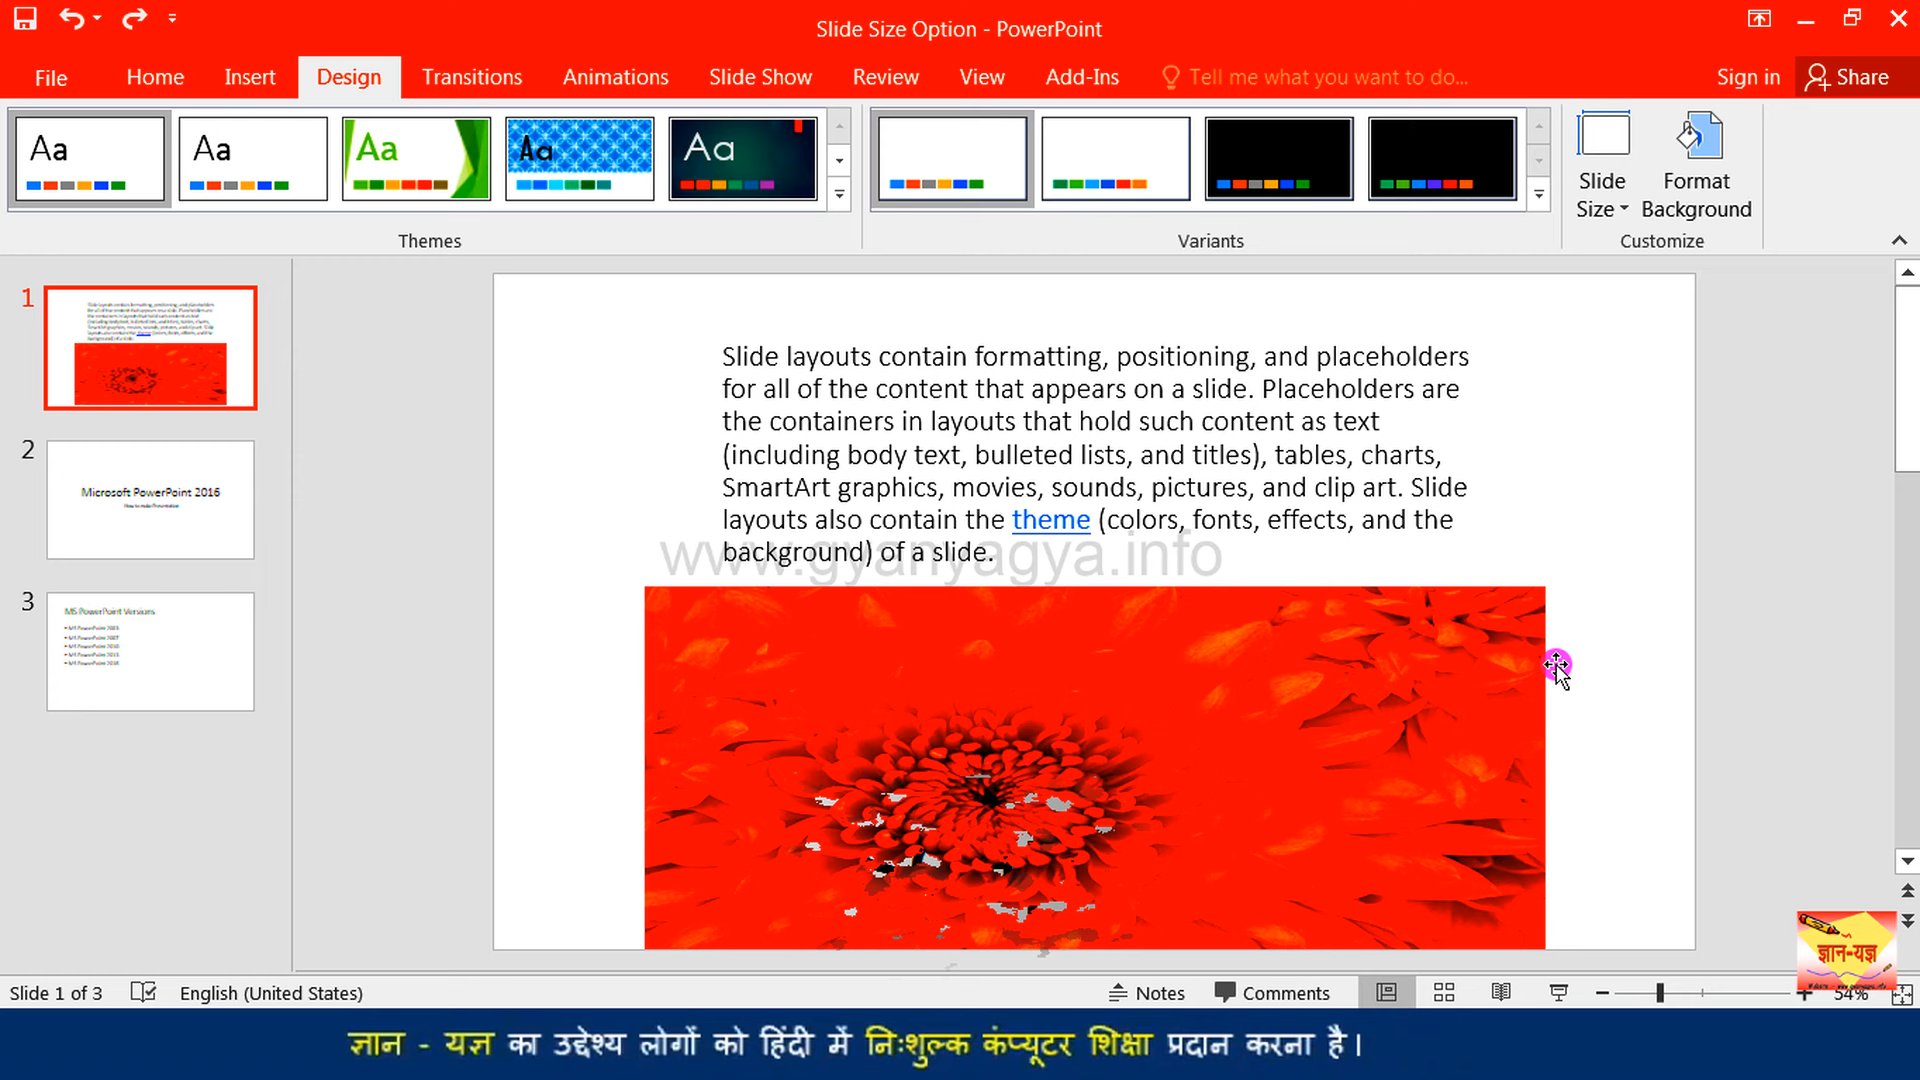 Slide Size Option - PowerPoint
File Home Insert Design Transitions Animations Slide Show Review View Add-Ins Tell me what you want to do... Sign in Share
Aa Aa Aa Aa Aa
Slide Size
Format Background
Themes Variants Customize
1
2
Microsoft PowerPoint 2016
How to make Presentation
3
MS PowerPoint Versions
Slide layouts contain formatting, positioning, and placeholders
for all of the content that appears on a slide. Placeholders are
the containers in layouts that hold such content as text
(including body text, bulleted lists, and titles), tables, charts,
SmartArt graphics, movies, sounds, pictures, and clip art. Slide
layouts also contain the theme (colors, fonts, effects, and the
background) of a slide.
www.gyanyagya.info
ज्ञान-यज्ञ
Slide 1 of 3 English (United States) Notes Comments 54%
ज्ञान - यज्ञ का उद्देश्य लोगों को हिंदी में निःशुल्क कंप्यूटर शिक्षा प्रदान करना है।